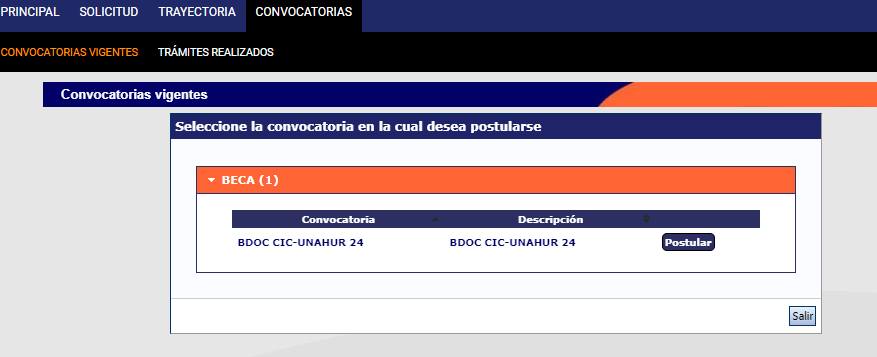 PRINCIPAL SOLICITUD TRAYECTORIA CONVOCATORIAS
CONVOCATORIAS VIGENTES TRÁMITES REALIZADOS
Convocatorias vigentes
Seleccione la convocatoria en la cual desea postularse
BECA (1)
Convocatoria Descripción
BDOC CIC-UNAHUR 24 BDOC CIC-UNAHUR 24 Postular
Salir